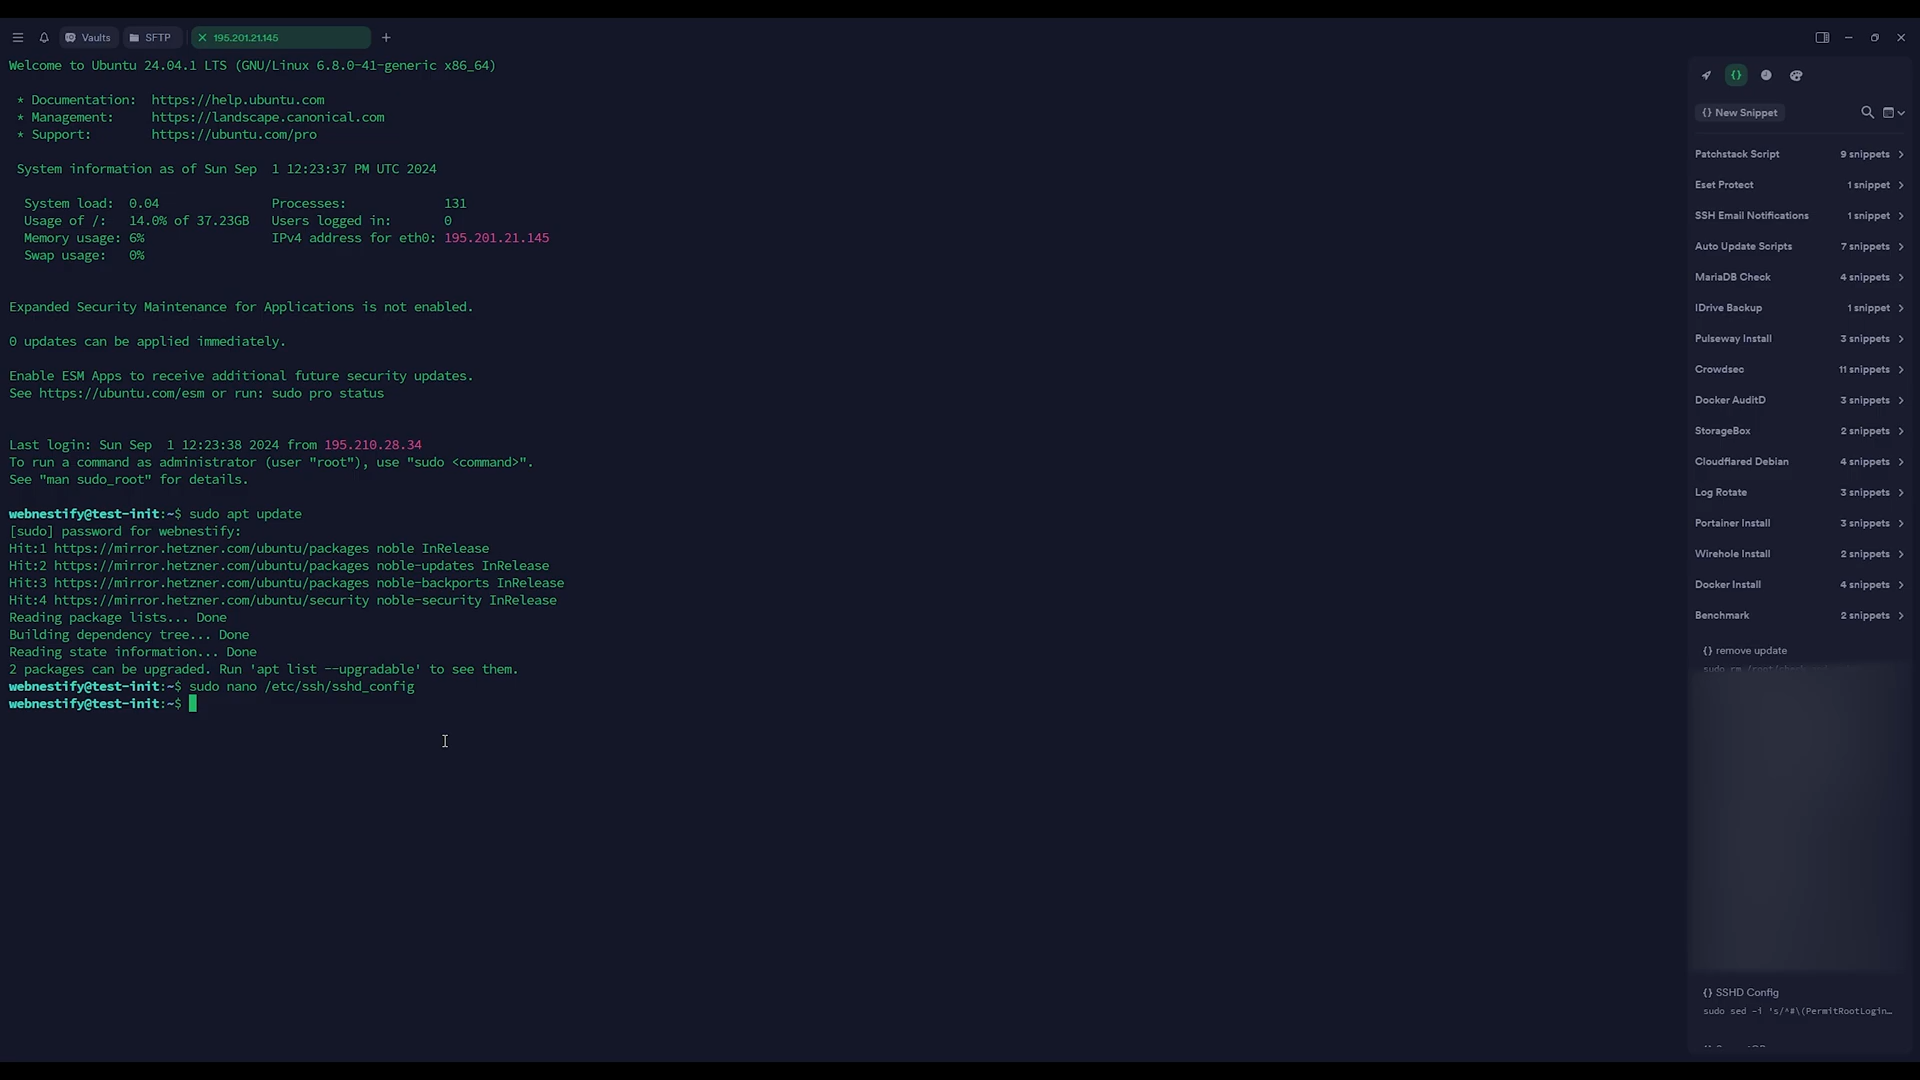 Vaults
SFTP
195.201.21.145
Welcome to Ubuntu 24.04.1 LTS (GNU/Linux 6.8.0-41-generic x86_64)
* Documentation:  https://help.ubuntu.com
* Management:     https://landscape.canonical.com
* Support:        https://ubuntu.com/pro
System information as of Sun Sep  1 12:23:37 PM UTC 2024
System load:  0.04                Processes:             131
Usage of /:   14.0% of 37.23GB   Users logged in:       0
Memory usage: 6%                 IPv4 address for eth0: 195.201.21.145
Swap usage:   0%
Expanded Security Maintenance for Applications is not enabled.
0 updates can be applied immediately.
Enable ESM Apps to receive additional future security updates.
See https://ubuntu.com/esm or run: sudo pro status
Last login: Sun Sep  1 12:23:38 2024 from 195.210.28.34
To run a command as administrator (user "root"), use "sudo <command>".
See "man sudo_root" for details.
webnestify@test-init:~$ sudo apt update
[sudo] password for webnestify:
Hit:1 https://mirror.hetzner.com/ubuntu/packages noble InRelease
Hit:2 https://mirror.hetzner.com/ubuntu/packages noble-updates InRelease
Hit:3 https://mirror.hetzner.com/ubuntu/packages noble-backports InRelease
Hit:4 https://mirror.hetzner.com/ubuntu/security noble-security InRelease
Reading package lists... Done
Building dependency tree... Done
Reading state information... Done
2 packages can be upgraded. Run 'apt list --upgradable' to see them.
webnestify@test-init:~$ sudo nano /etc/ssh/sshd_config
webnestify@test-init:~$
{} New Snippet
Patchstack Script 9 snippets
Eset Protect 1 snippet
SSH Email Notifications 1 snippet
Auto Update Scripts 7 snippets
MariaDB Check 4 snippets
IDrive Backup 1 snippet
Pulseway Install 3 snippets
Crowdsec 11 snippets
Docker AuditD 3 snippets
StorageBox 2 snippets
Cloudflared Debian 4 snippets
Log Rotate 3 snippets
Portainer Install 3 snippets
Wirehole Install 2 snippets
Docker Install 4 snippets
Benchmark 2 snippets
{} remove update
sudo rm
{} SSHD Config
sudo sed -i 's/^#\(PermitRootLogin…